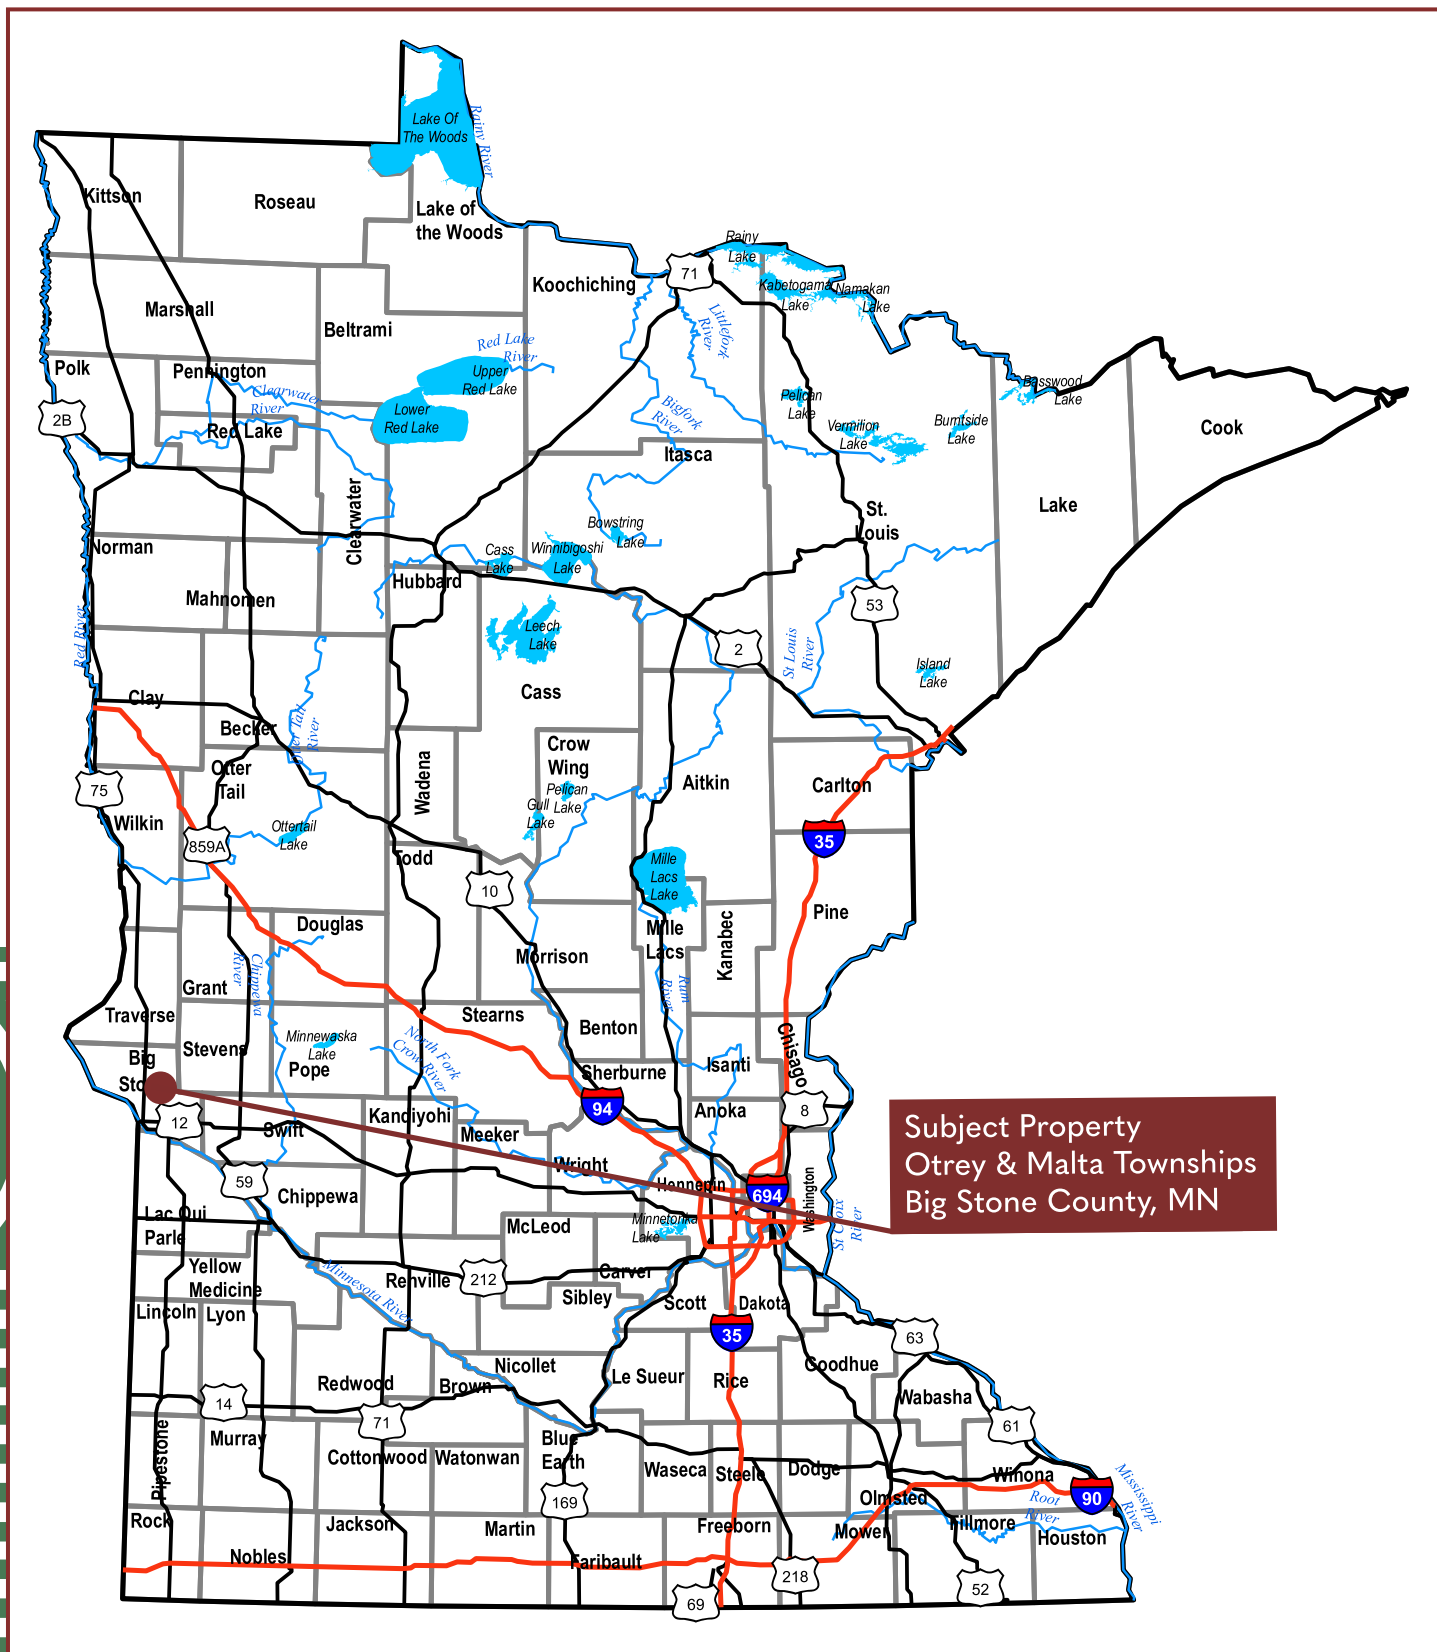 Lake Of
The Woods
Rainy River
Kittson
Roseau
Lake of
the Woods
Rainy
Lake
71
Koochiching
Kabetogama
Lake
Namakan
Lake
Marshall
Beltrami
Littlefork
River
Red Lake
River
Polk
Pennington
Upper
Red Lake
Clearwater
River
Basswood
Lake
Pelican
Lake
2B
Lower
Red Lake
Bigfork
River
Vermilion
Lake
Burntside
Lake
Cook
Red Lake
Itasca
Clearwater
St.
Louis
Lake
Bowstring
Lake
Norman
Cass
Lake
Winnibigoshi
Lake
Hubbard
Mahnomen
53
Red River
Leech
Lake
2
St Louis
River
Island
Lake
Clay
Cass
Becker
Otter Tail
River
Crow
Wing
Otter
Tail
Wadena
Aitkin
Carlton
75
Pelican
Lake
Gull
Lake
Wilkin
859A
Ottertail
Lake
35
Todd
Mille
Lacs
Lake
10
Pine
Douglas
Mille
Lacs
Kanabec
Morrison
Chippewa
River
Grant
Rum
River
Traverse
Stearns
Benton
Minnewaska
Lake
North Fork
Crow River
Chisago
Stevens
Big
Sto
Pope
Sherburne
Isanti
94
Anoka
8
12
Swift
Kandiyohi
Meeker
Subject Property
Otrey & Malta Townships
Big Stone County, MN
Wright
59
Chippewa
Hennepin
694
Washington
St Croix
River
Lac Qui
Parle
McLeod
Minnetonka
Lake
Yellow
Medicine
Minnesota River
Renville
212
Carver
Sibley
Scott
Dakota
Lincoln
Lyon
35
63
Nicollet
Le Sueur
Rice
Goodhue
Redwood
Brown
Wabasha
14
71
61
Pipestone
Murray
Cottonwood
Watonwan
Blue
Earth
Waseca
Steele
Dodge
Winona
169
Olmsted
90
Mississippi
River
Root
River
Rock
Jackson
Martin
Freeborn
Mower
Fillmore
Houston
Nobles
Faribault
218
52
69